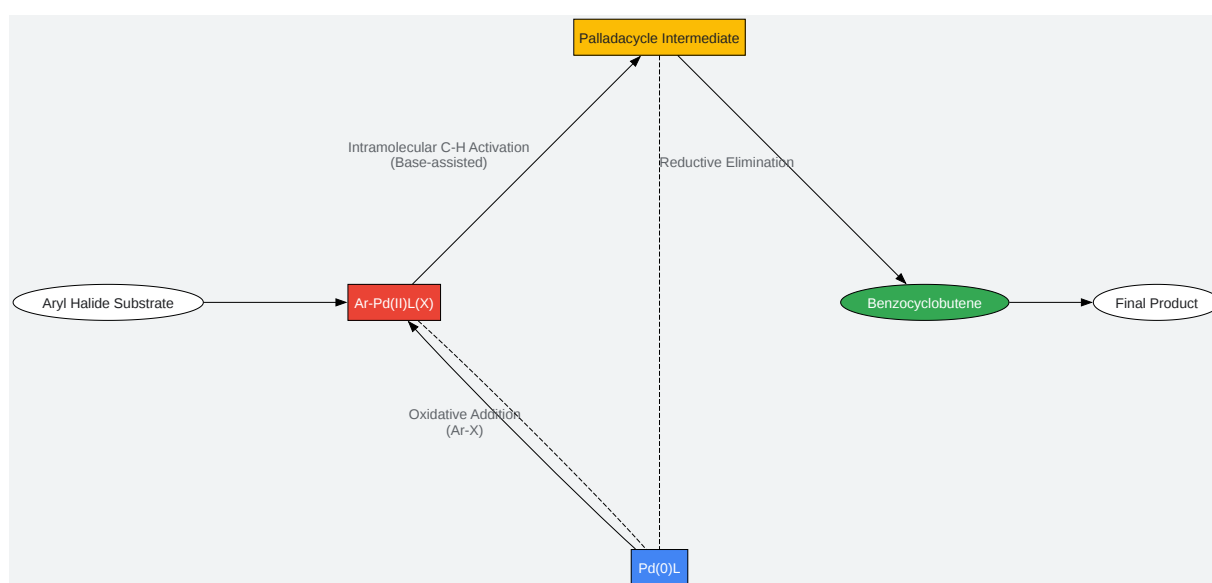 Palladacycle Intermediate
Intramolecular C-H Activation
(Base-assisted)
Reductive Elimination
Aryl Halide Substrate
Ar-Pd(II)L(X)
Benzocyclobutene
Final Product
Oxidative Addition
(Ar-X)
Pd(0)L